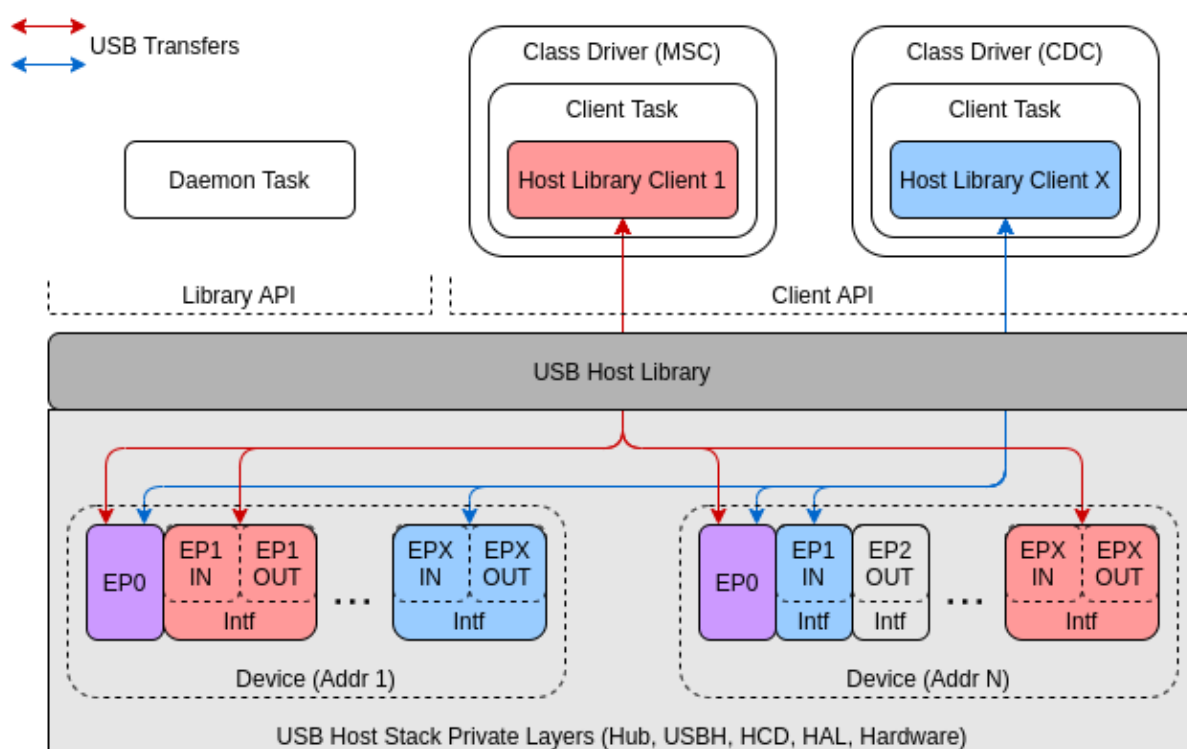 USB Transfers
Class Driver (MSC)
Class Driver (CDC)
Client Task
Client Task
Daemon Task
Host Library Client 1
Host Library Client X
Library API
Client API
USB Host Library
EP0
EP1
IN
EP1
OUT
Intf
...
EPX
IN
EPX
OUT
Intf
Device (Addr 1)
EP0
EP1
IN
Intf
EP2
OUT
Intf
...
EPX
IN
EPX
OUT
Intf
Device (Addr N)
USB Host Stack Private Layers (Hub, USBH, HCD, HAL, Hardware)